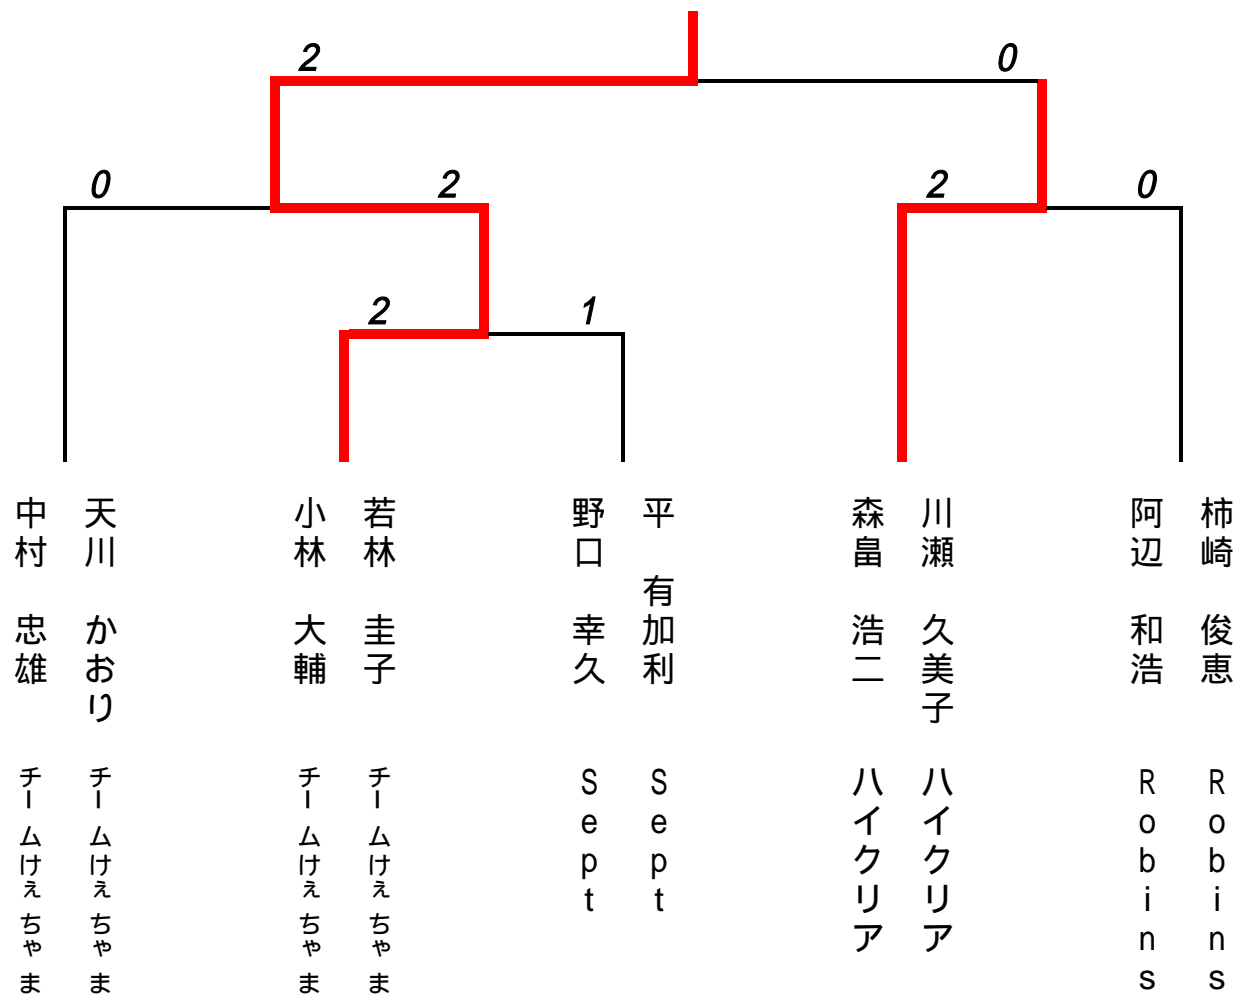 2
0
0
2
2
0
2
1
中村 忠雄
天川 かおり
小林 大輔
若林 圭子
野口 幸久
平 有加利
森畠 浩二
川瀬 久美子
阿辺 和浩
柿崎 俊恵
チームけぇちゃま
チームけぇちゃま
チームけぇちゃま
チームけぇちゃま
Sept
Sept
ハイクリア
ハイクリア
Robins
Robins